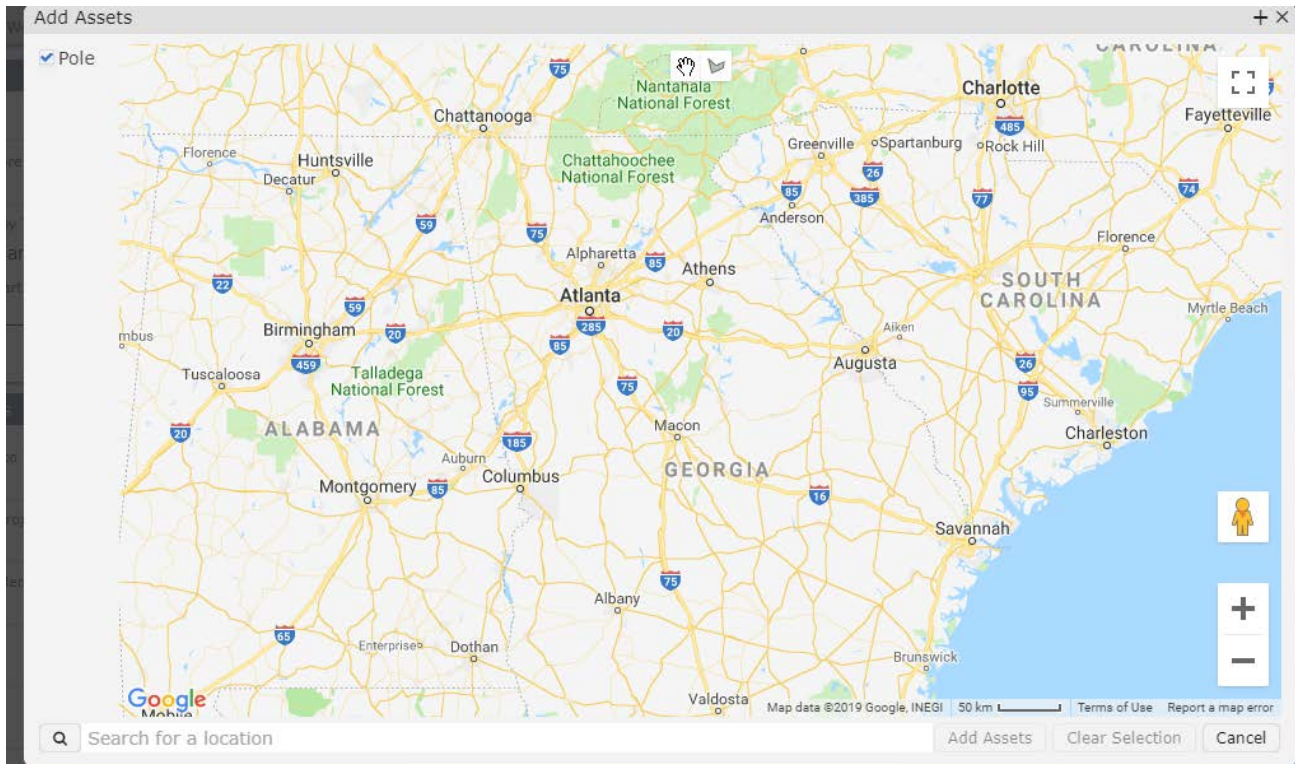 Add Assets
Pole
CAROLINA
75
Nantahala
National Forest
Charlotte
485
Fayetteville
Chattanooga
Greenville
Spartanburg
Rock Hill
Florence
Huntsville
Decatur
Chattahoochee
National Forest
26
85
385
77
74
Anderson
59
75
Florence
Alpharetta
85
Athens
SOUTH
CAROLINA
22
Atlanta
59
285
20
Myrtle Beach
mbus
Birmingham
20
85
Aiken
Augusta
459
26
Tuscaloosa
Talladega
National Forest
75
95
Summerville
20
ALABAMA
185
Macon
Charleston
Auburn
Columbus
GEORGIA
Montgomery
85
16
Savannah
75
Albany
65
Enterprise
Dothan
Brunswick
Google
Mobile
Valdosta
Map data ©2019 Google, INEGI
50 km
Terms of Use
Report a map error
Search for a location
Add Assets
Clear Selection
Cancel